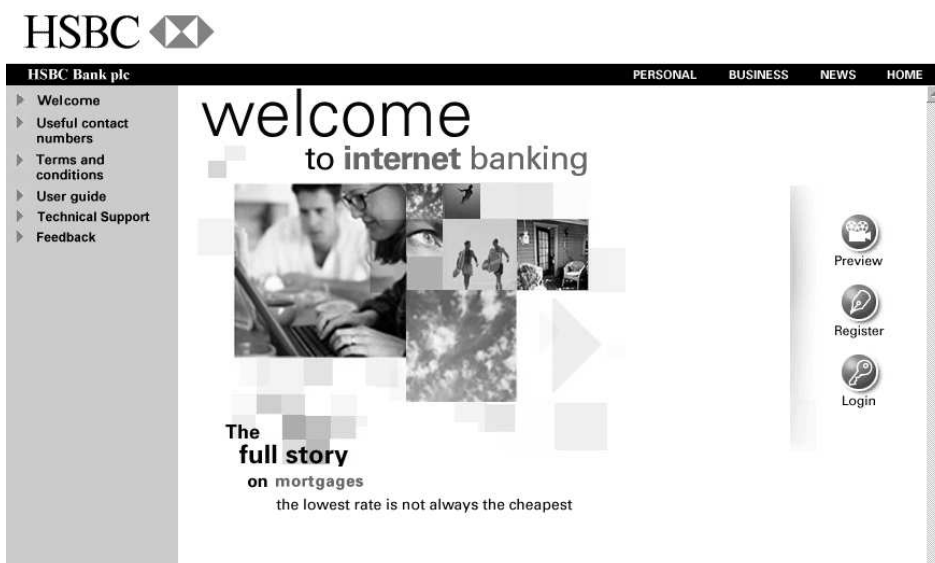 HSBC
HSBC Bank plc
PERSONAL BUSINESS NEWS HOME
Welcome
Useful contact
numbers
Terms and
conditions
User guide
Technical Support
Feedback
welcome
to internet banking
Preview
Register
Login
The
full story
on mortgages
the lowest rate is not always the cheapest